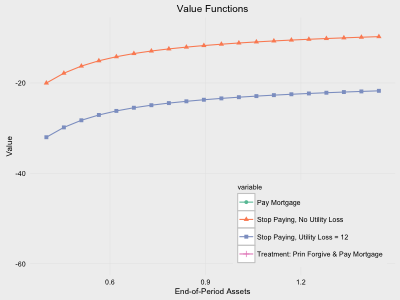 Value Functions
-20
-40
-60
Value
0.6
0.9
1.2
End-of-Period Assets
variable
Pay Mortgage
Stop Paying, No Utility Loss
Stop Paying, Utility Loss = 12
Treatment: Prin Forgive & Pay Mortgage